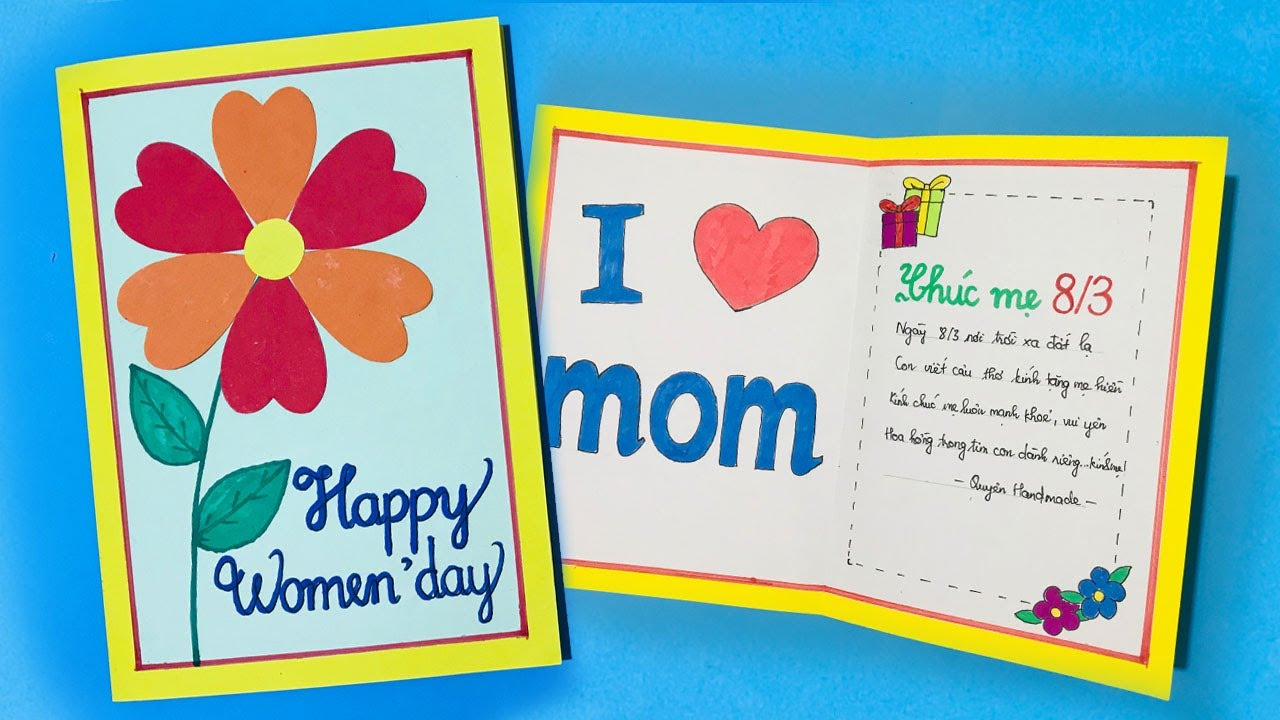 Happy
Women'day
I
mom
Chúc mẹ 8/3
Ngày 8/3 nơi trời xa đất lạ
Con viết câu thơ kính tặng mẹ hiền
Kính chúc mẹ luôn mạnh khoẻ, vui yên
Hoa hồng trong tim con dành riêng...kính mẹ!
- Quyên Handmade -